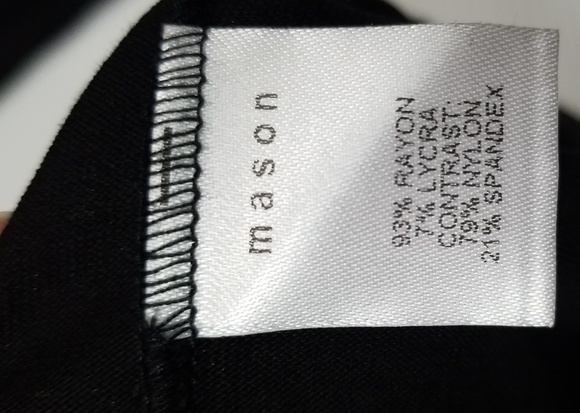 mason
93% RAYON
7% LYCRA
CONTRAST:
79% NYLON
21% SPANDEX